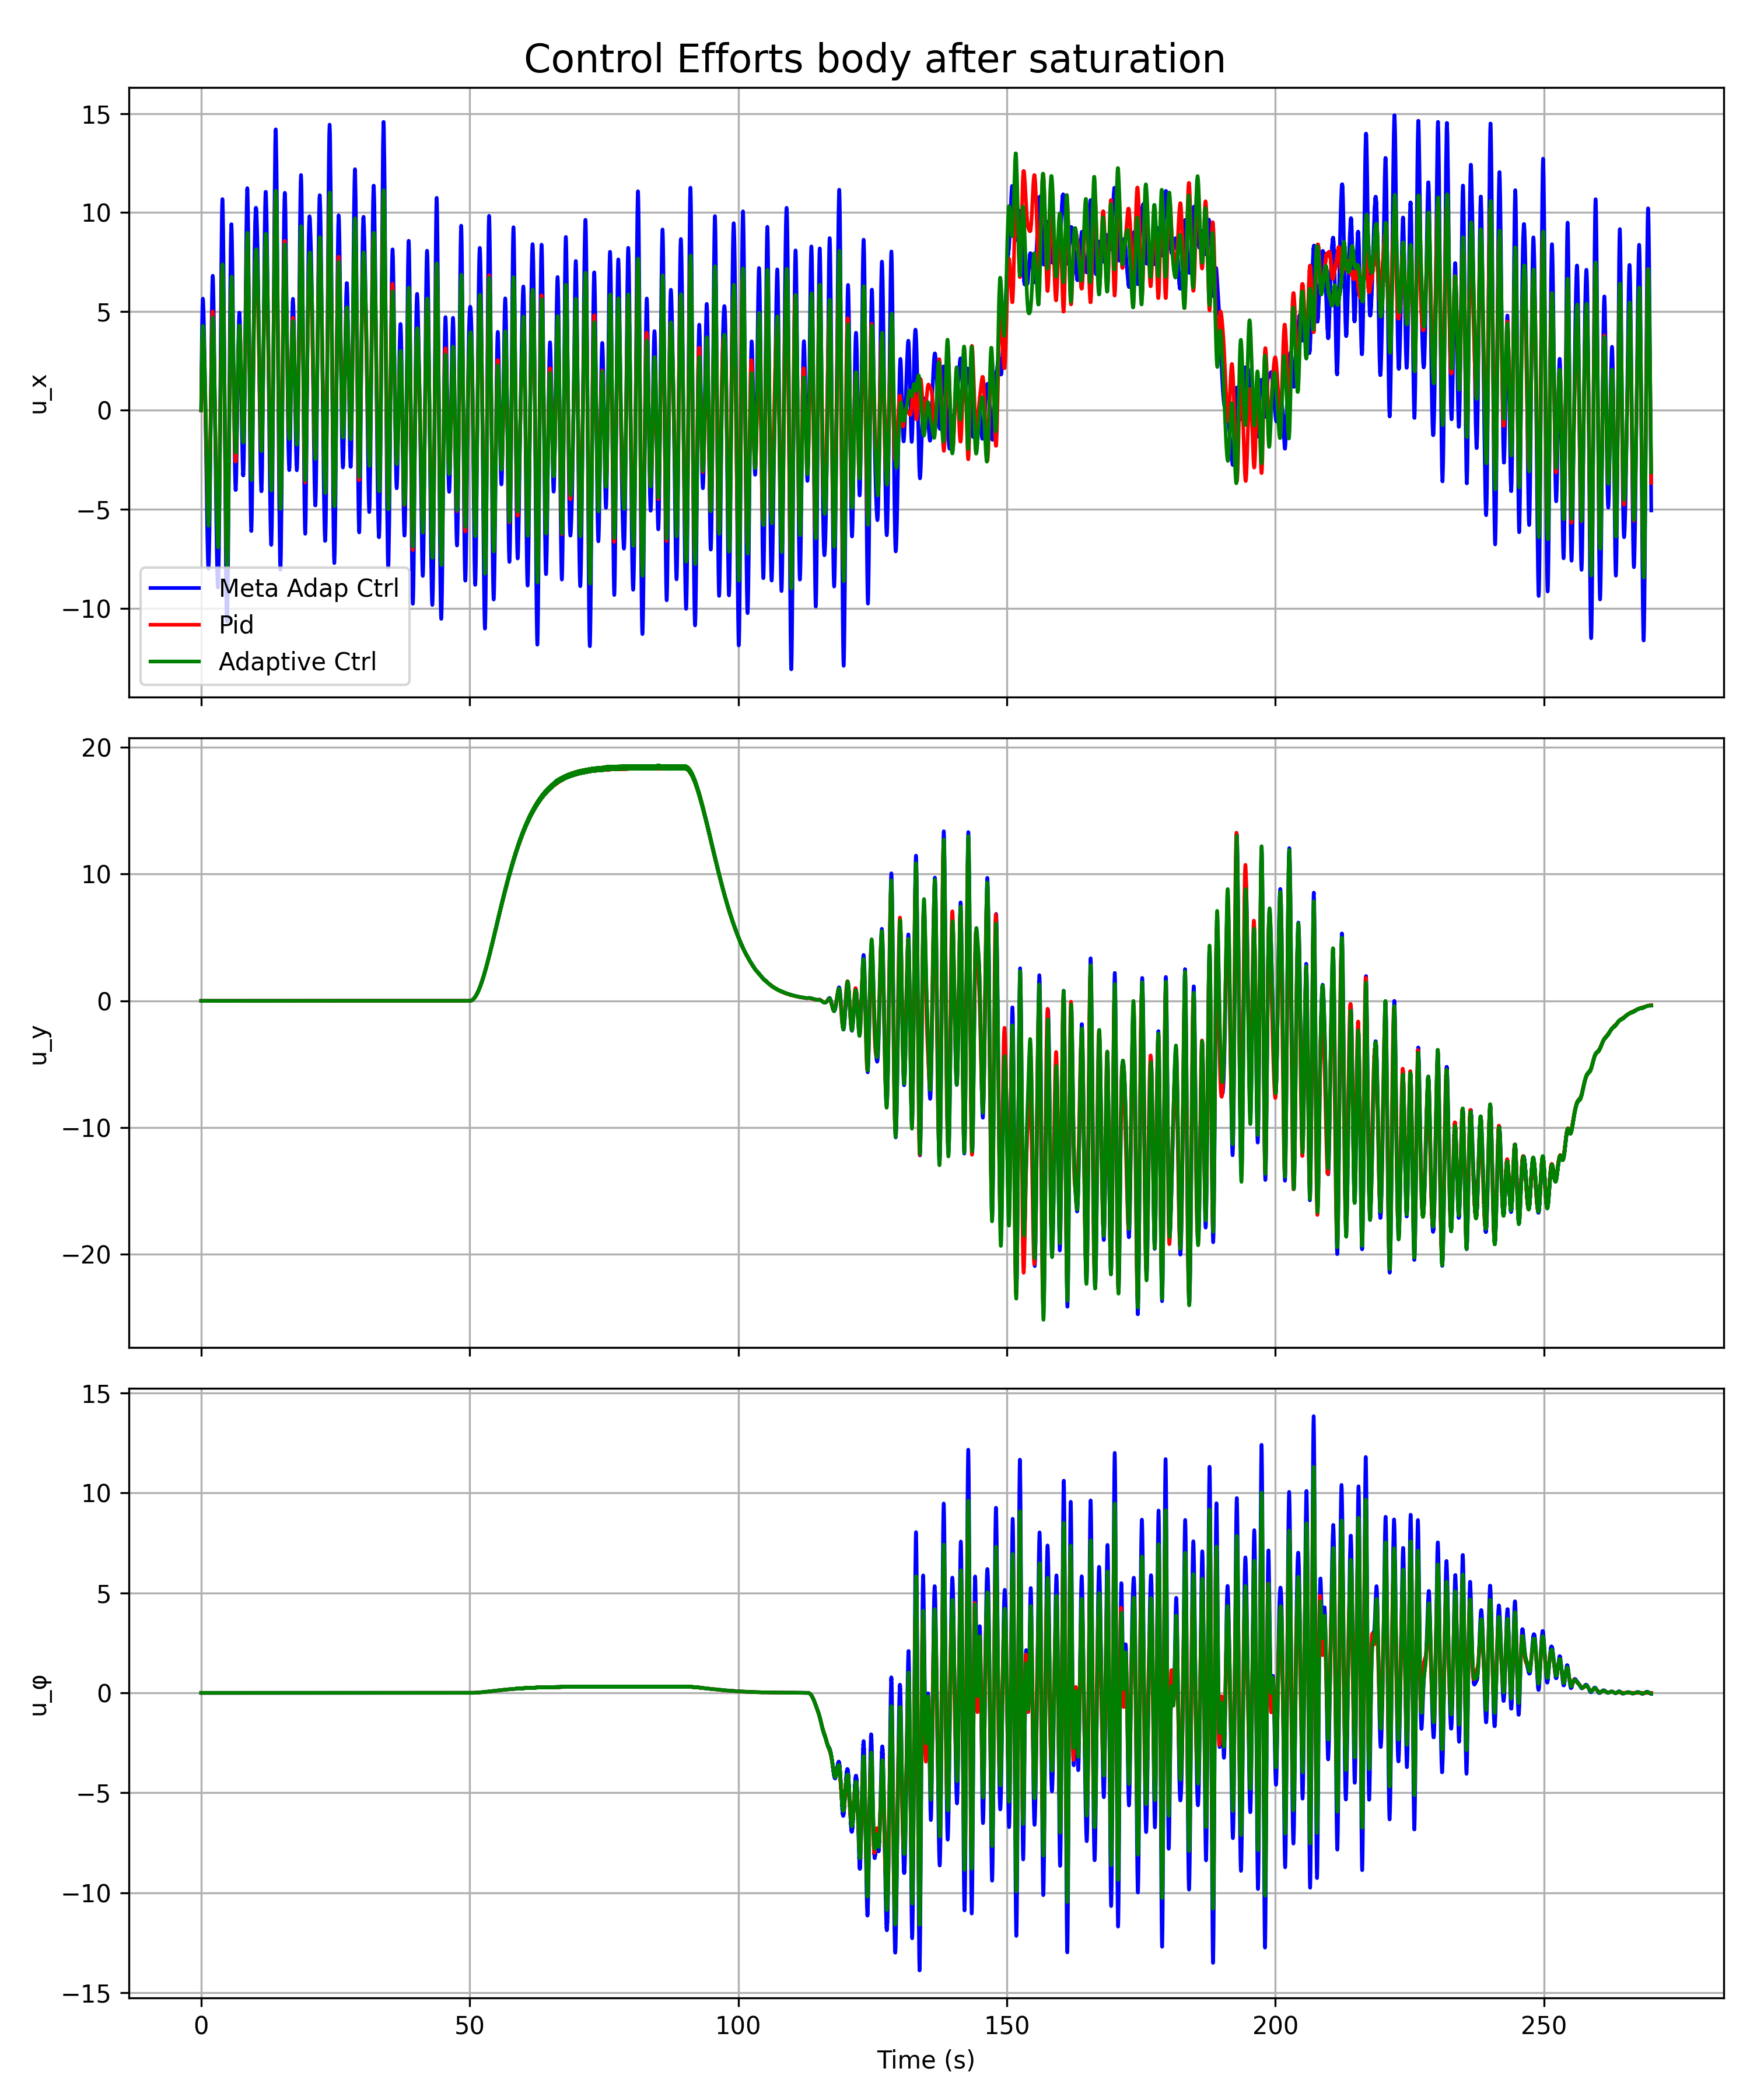 Control Efforts body after saturation
15
10
5
0
−5
−10
u_x
Meta Adap Ctrl
Pid
Adaptive Ctrl
20
10
0
−10
−20
u_y
15
10
5
0
−5
−10
−15
u_φ
0 50 100 150 200 250
Time (s)